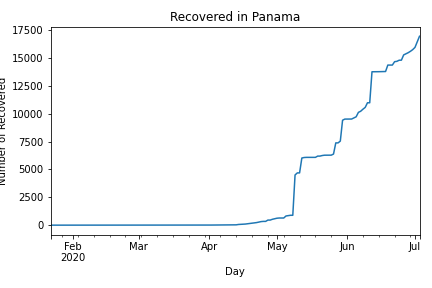 Recovered in Panama
Number of Recovered
17500
15000
12500
10000
7500
5000
2500
0
Feb
2020
Mar
Apr
May
Jun
Jul
Day